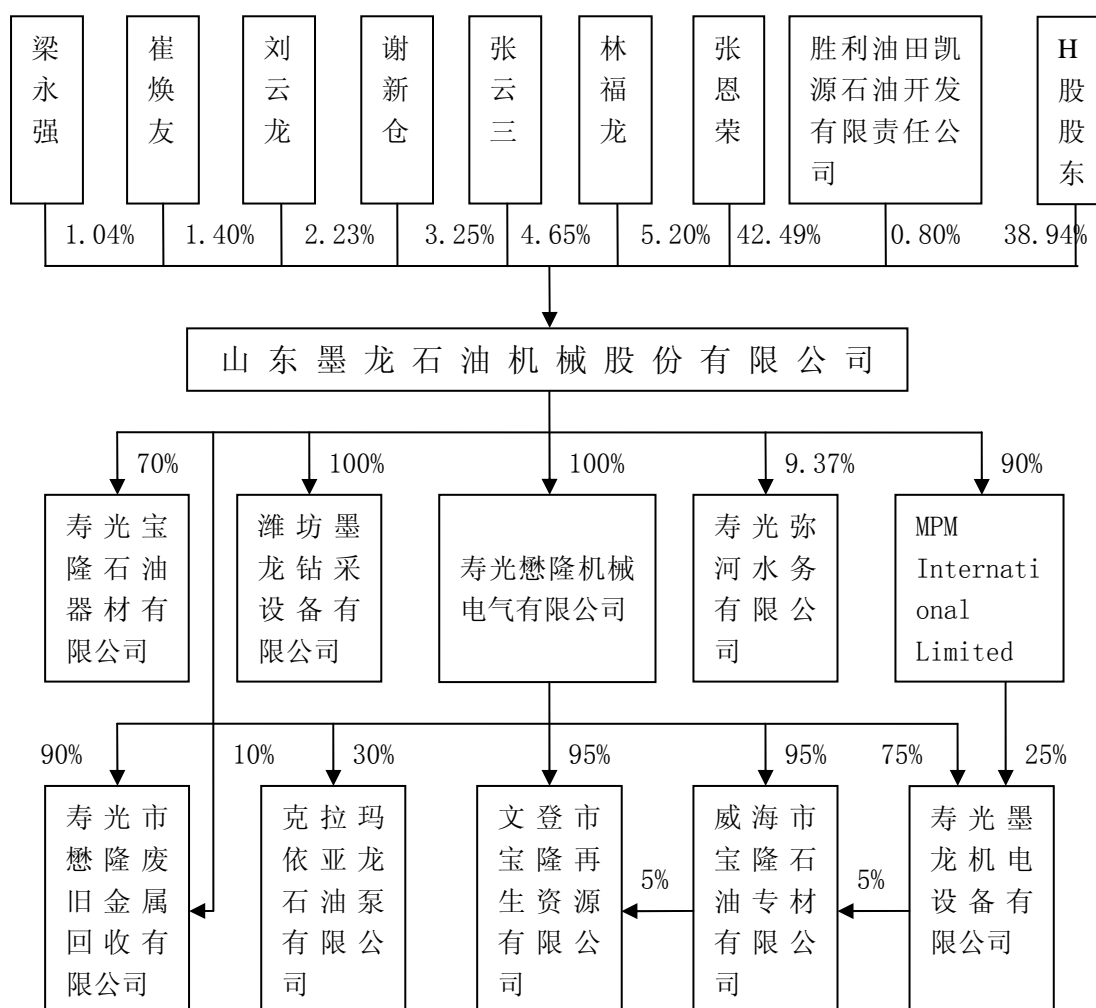 梁永强
崔焕友
刘云龙
谢新仓
张云三
林福龙
张恩荣
胜利油田凯
源石油开发
有限责任公
司
H
股
股
东
1.04%
1.40%
2.23%
3.25%
4.65%
5.20%
42.49%
0.80%
38.94%
山东墨龙石油机械股份有限公司
70%
100%
100%
9.37%
90%
寿光宝
隆石油
器材有
限公司
潍坊墨
龙钻采
设备有
限公司
寿光懋隆机械
电气有限公司
寿光弥
河水务
有限公
司
MPM
Internati
onal
Limited
90%
10%
30%
95%
95%
75%
25%
寿光市
懋隆废
旧金属
回收有
限公司
克拉玛
依亚龙
石油泵
有限公
司
文登市
宝隆再
生资源
有限公
司
5%
威海市
宝隆石
油专材
有限公
司
5%
寿光墨
龙机电
设备有
限公司